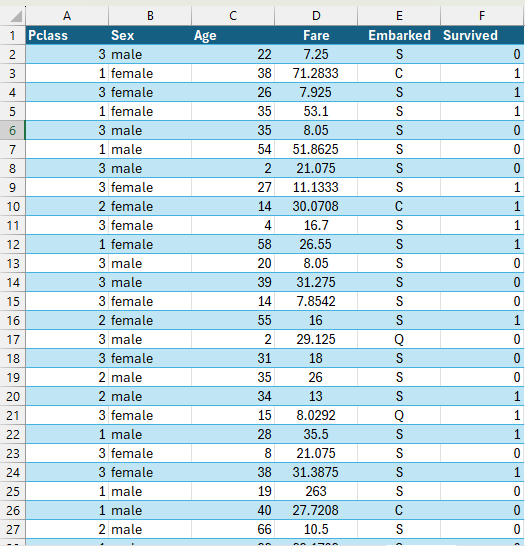 A B C D E F
1 Pclass Sex Age Fare Embarked Survived
2 3 male 22 7.25 S 0
3 1 female 38 71.2833 C 1
4 3 female 26 7.925 S 1
5 1 female 35 53.1 S 1
6 3 male 35 8.05 S 0
7 1 male 54 51.8625 S 0
8 3 male 2 21.075 S 0
9 3 female 27 11.1333 S 1
10 2 female 14 30.0708 C 1
11 3 female 4 16.7 S 1
12 1 female 58 26.55 S 1
13 3 male 20 8.05 S 0
14 3 male 39 31.275 S 0
15 3 female 14 7.8542 S 0
16 2 female 55 16 S 1
17 3 male 2 29.125 Q 0
18 3 female 31 18 S 0
19 2 male 35 26 S 0
20 2 male 34 13 S 1
21 3 female 15 8.0292 Q 1
22 1 male 28 35.5 S 1
23 3 female 8 21.075 S 0
24 3 female 38 31.3875 S 1
25 1 male 19 263 S 0
26 1 male 40 27.7208 C 0
27 2 male 66 10.5 S 0